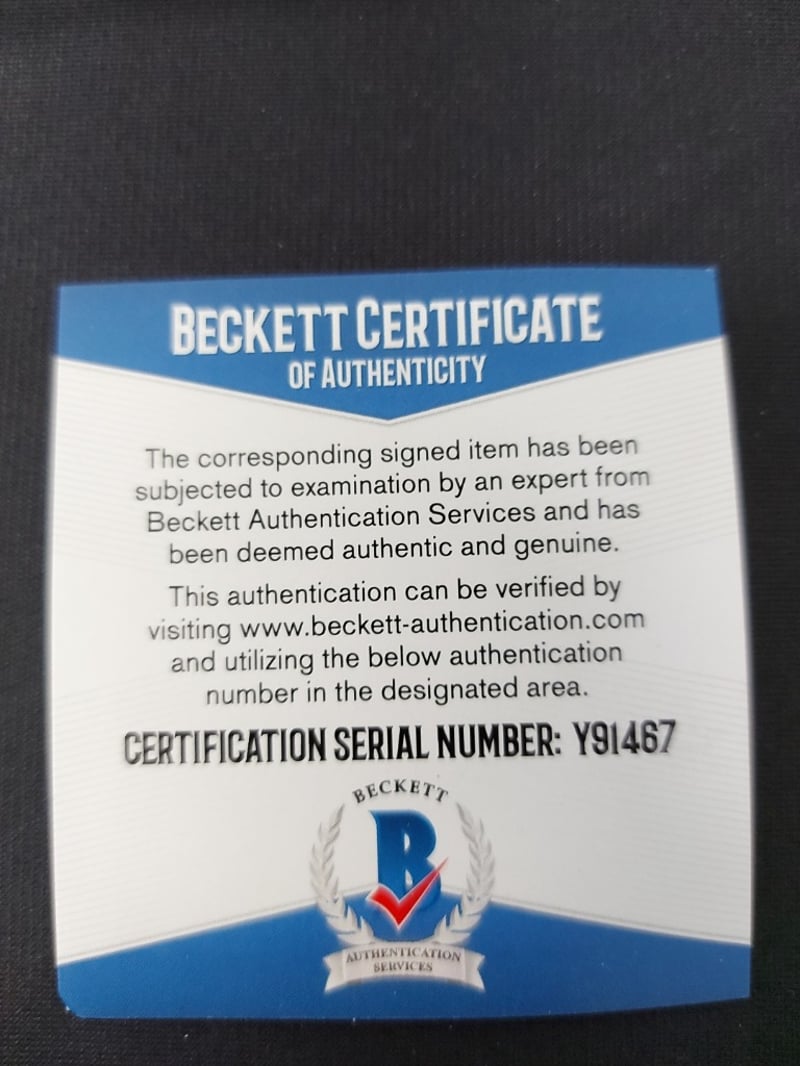 BECKETT CERTIFICATE
OF AUTHENTICITY
The corresponding signed item has been
subjected to examination by an expert from
Beckett Authentication Services and has
been deemed authentic and genuine.
This authentication can be verified by
visiting www.beckett-authentication.com
and utilizing the below authentication
number in the designated area.
CERTIFICATION SERIAL NUMBER: Y91467
BECKETT
B
AUTHENTICATION
SERVICES